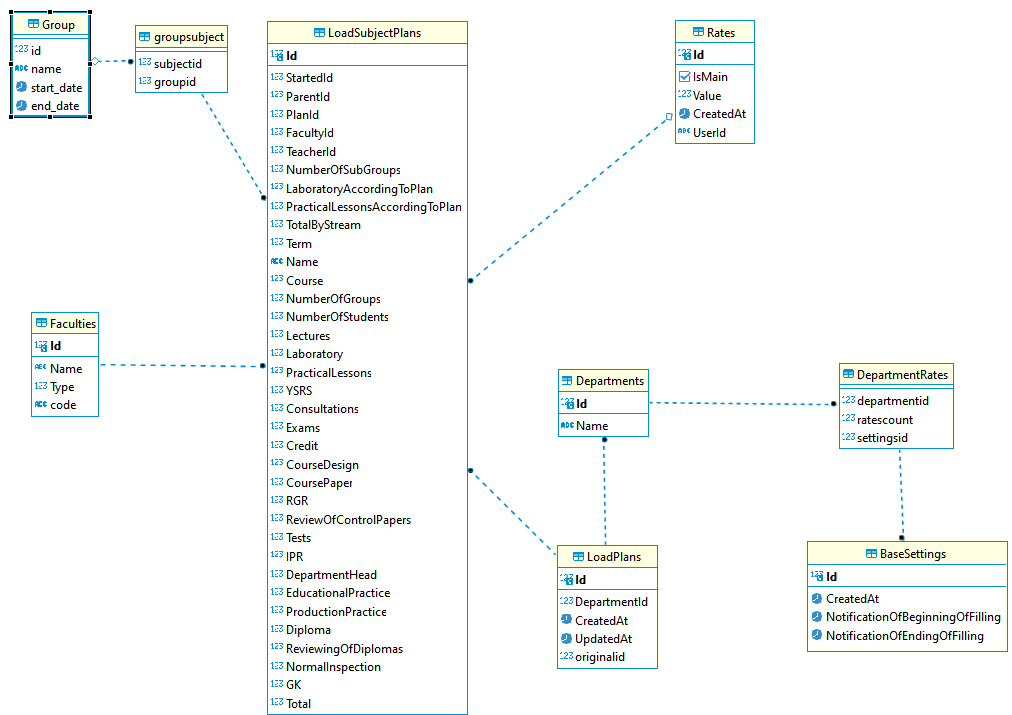 Group
id
name
start_date
end_date
groupsubject
subjectid
groupid
LoadSubjectPlans
Id
StartedId
ParentId
PlanId
FacultyId
TeacherId
NumberOfSubGroups
LaboratoryAccordingToPlan
PracticalLessonsAccordingToPlan
TotalByStream
Term
Name
Course
NumberOfGroups
NumberOfStudents
Lectures
Laboratory
PracticalLessons
YSRS
Consultations
Exams
Credit
CourseDesign
CoursePaper
RGR
ReviewOfControlPapers
Tests
IPR
DepartmentHead
EducationalPractice
ProductionPractice
Diploma
ReviewingOfDiplomas
NormalInspection
GK
Total
Rates
Id
IsMain
Value
CreatedAt
UserId
Faculties
Id
Name
Type
code
Departments
Id
Name
DepartmentRates
departmentid
ratescount
settingsid
LoadPlans
Id
DepartmentId
CreatedAt
UpdatedAt
originalid
BaseSettings
Id
CreatedAt
NotificationOfBeginningOfFilling
NotificationOfEndingOfFilling